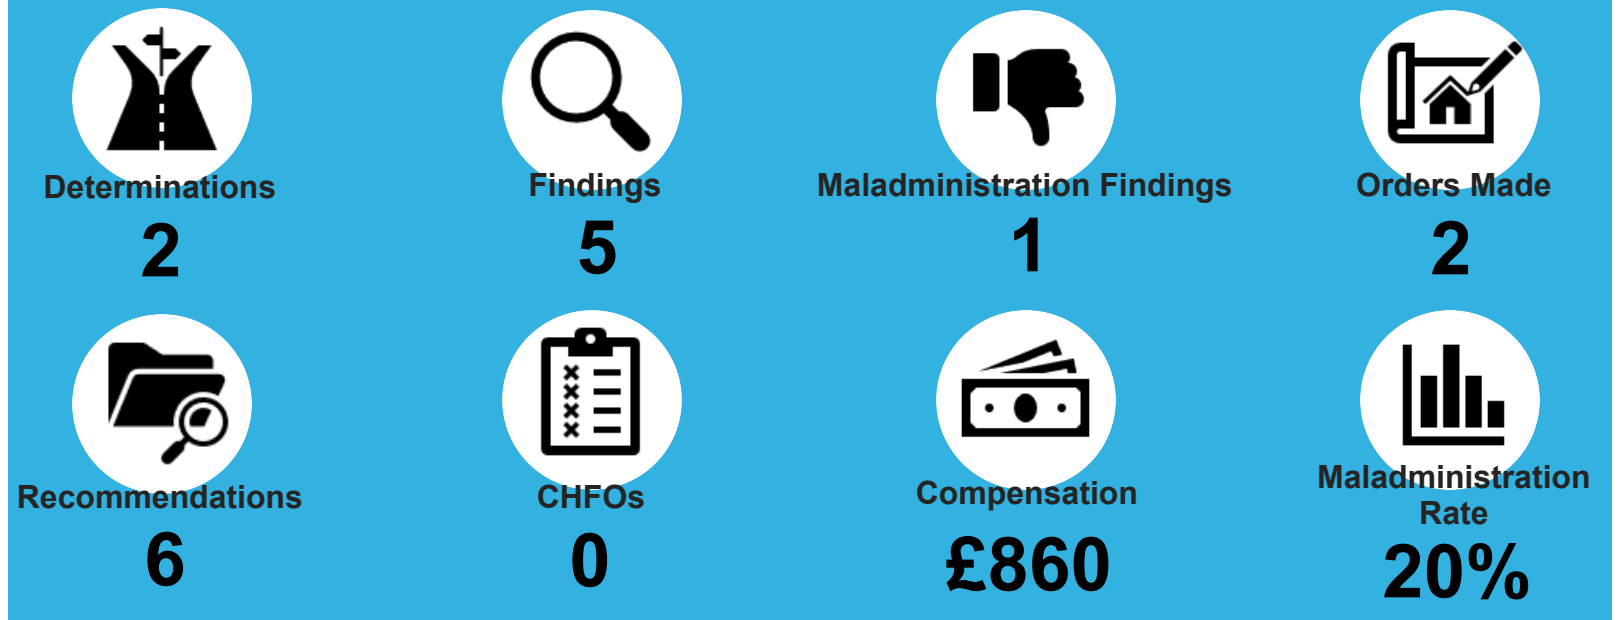 Determinations
2
Findings
5
Maladministration Findings
1
Orders Made
2
Recommendations
6
CHFOs
0
Compensation
£860
Maladministration
Rate
20%